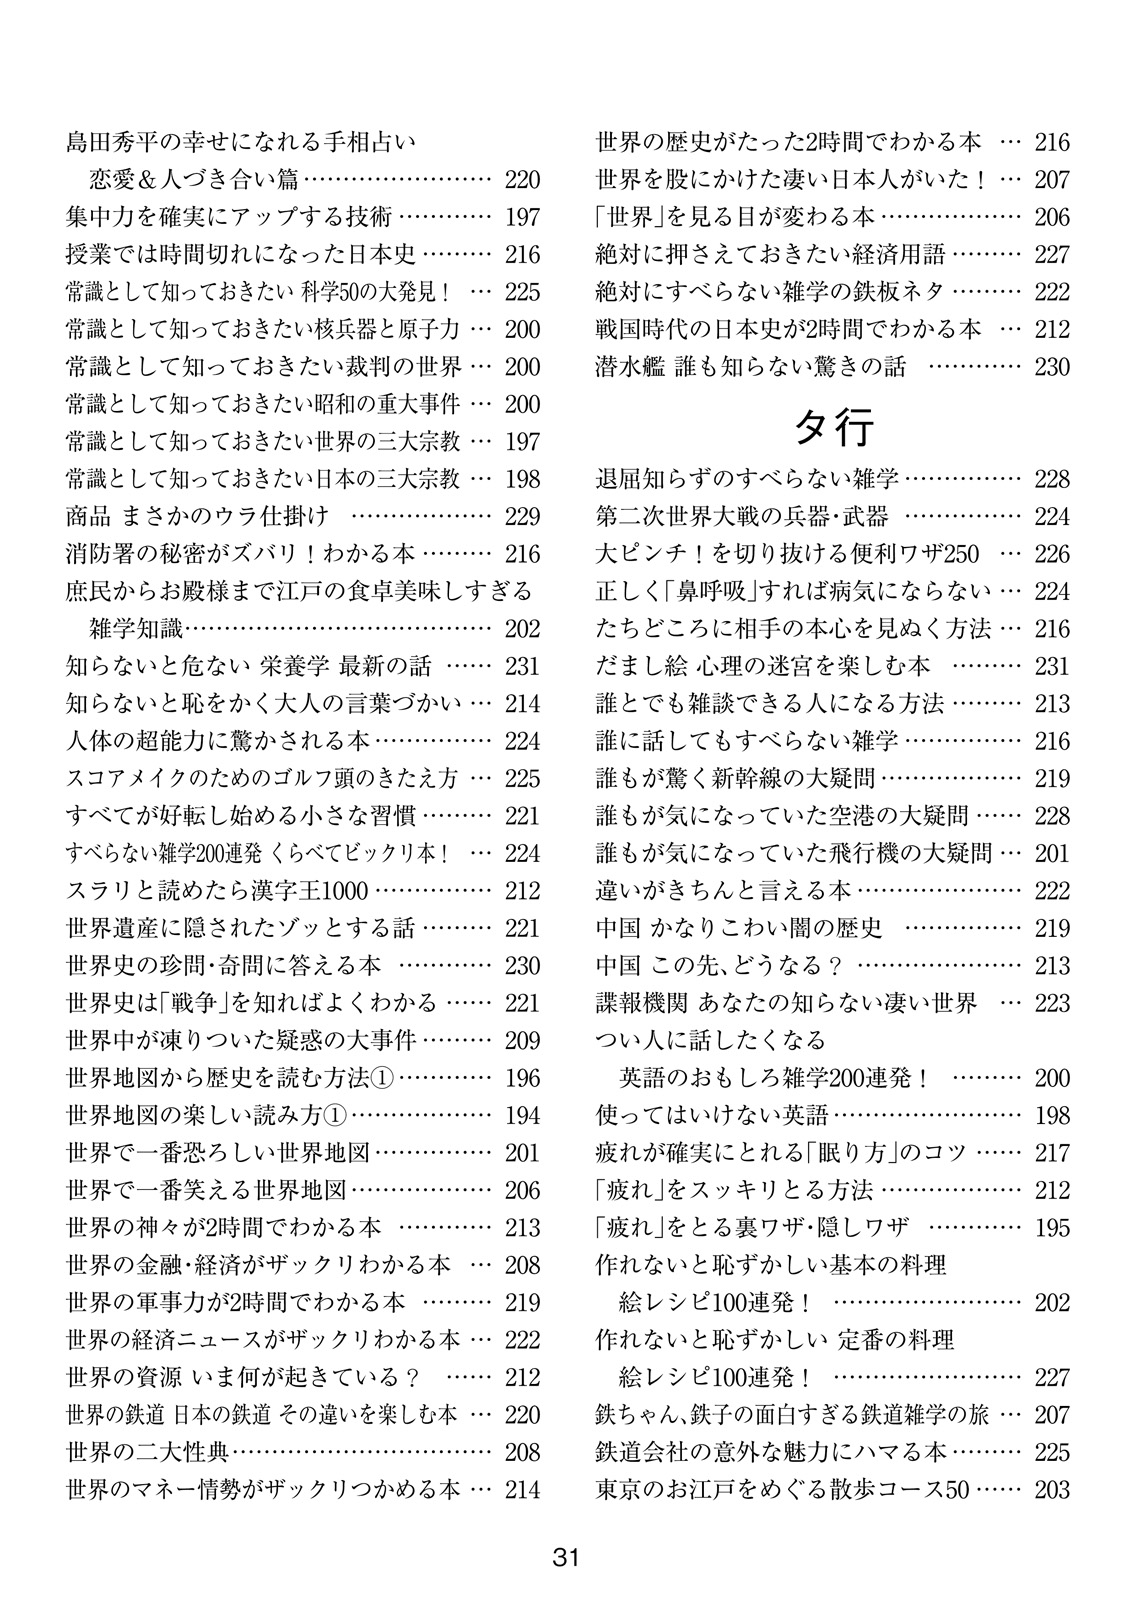 島田秀平の幸せになれる手相占い
恋愛＆人づき合い篇…………………… 220
集中力を確実にアップする技術………… 197
授業では時間切れになった日本史……… 216
常識として知っておきたい 科学50の大発見！ … 225
常識として知っておきたい核兵器と原子力 … 200
常識として知っておきたい裁判の世界 … 200
常識として知っておきたい昭和の重大事件 … 200
常識として知っておきたい世界の三大宗教 … 197
常識として知っておきたい日本の三大宗教 … 198
商品 まさかのウラ仕掛け ……………… 229
消防署の秘密がズバリ！わかる本……… 216
庶民からお殿様まで江戸の食卓美味しすぎる
雑学知識………………………………… 202
知らないと危ない 栄養学 最新の話 …… 231
知らないと恥をかく大人の言葉づかい … 214
人体の超能力に驚かされる本…………… 224
スコアメイクのためのゴルフ頭のきたえ方 … 225
すべてが好転し始める小さな習慣……… 221
すべらない雑学200連発 くらべてビックリ本！ … 224
スラリと読めたら漢字王1000…………… 212
世界遺産に隠されたゾッとする話……… 221
世界史の珍問・奇問に答える本 ………… 230
世界史は「戦争」を知ればよくわかる …… 221
世界中が凍りついた疑惑の大事件……… 209
世界地図から歴史を読む方法①………… 196
世界地図の楽しい読み方①……………… 194
世界で一番恐ろしい世界地図…………… 201
世界で一番笑える世界地図……………… 206
世界の神々が2時間でわかる本 ………… 213
世界の金融・経済がザックリわかる本 … 208
世界の軍事力が2時間でわかる本 ……… 219
世界の経済ニュースがザックリわかる本 … 222
世界の資源 いま何が起きている？ …… 212
世界の鉄道 日本の鉄道 その違いを楽しむ本 … 220
世界の二大性典…………………………… 208
世界のマネー情勢がザックリつかめる本 … 214
世界の歴史がたった2時間でわかる本 … 216
世界を股にかけた凄い日本人がいた！ … 207
「世界」を見る目が変わる本……………… 206
絶対に押さえておきたい経済用語……… 227
絶対にすべらない雑学の鉄板ネタ……… 222
戦国時代の日本史が2時間でわかる本 … 212
潜水艦 誰も知らない驚きの話 ………… 230
タ行
退屈知らずのすべらない雑学…………… 228
第二次世界大戦の兵器・武器 …………… 224
大ピンチ！を切り抜ける便利ワザ250 … 226
正しく「鼻呼吸」すれば病気にならない … 224
たちどころに相手の本心を見ぬく方法 … 216
だまし絵 心理の迷宮を楽しむ本 ……… 231
誰とでも雑談できる人になる方法……… 213
誰に話してもすべらない雑学…………… 216
誰もが驚く新幹線の大疑問……………… 219
誰もが気になっていた空港の大疑問…… 228
誰もが気になっていた飛行機の大疑問 … 201
違いがきちんと言える本………………… 222
中国 かなりこわい闇の歴史 …………… 219
中国 この先、どうなる？ ………………… 213
諜報機関 あなたの知らない凄い世界 … 223
つい人に話したくなる
英語のおもしろ雑学200連発！ ……… 200
使ってはいけない英語…………………… 198
疲れが確実にとれる「眠り方」のコツ …… 217
「疲れ」をスッキリとる方法……………… 212
「疲れ」をとる裏ワザ・隠しワザ ………… 195
作れないと恥ずかしい基本の料理
絵レシピ100連発！ …………………… 202
作れないと恥ずかしい 定番の料理
絵レシピ100連発！ …………………… 227
鉄ちゃん、鉄子の面白すぎる鉄道雑学の旅 … 207
鉄道会社の意外な魅力にハマる本……… 225
東京のお江戸をめぐる散歩コース50…… 203
31